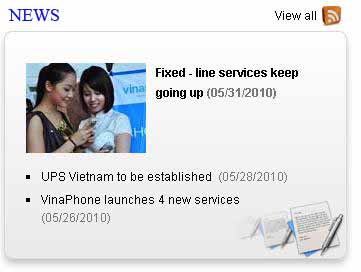 NEWS
View all
Fixed - line services keep
going up (05/31/2010)
vina
UPS Vietnam to be established (05/28/2010)
VinaPhone launches 4 new services
(05/26/2010)